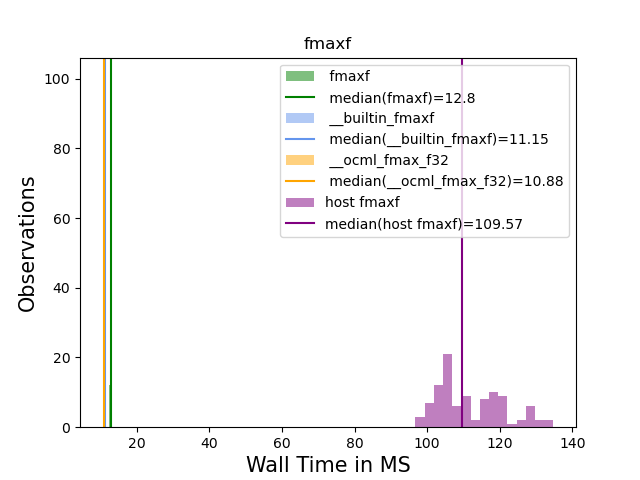 fmaxf
100
80
60
40
20
0
Observations
fmaxf
median(fmaxf)=12.8
__builtin_fmaxf
median(__builtin_fmaxf)=11.15
__ocml_fmax_f32
median(__ocml_fmax_f32)=10.88
host fmaxf
median(host fmaxf)=109.57
20 40 60 80 100 120 140
Wall Time in MS